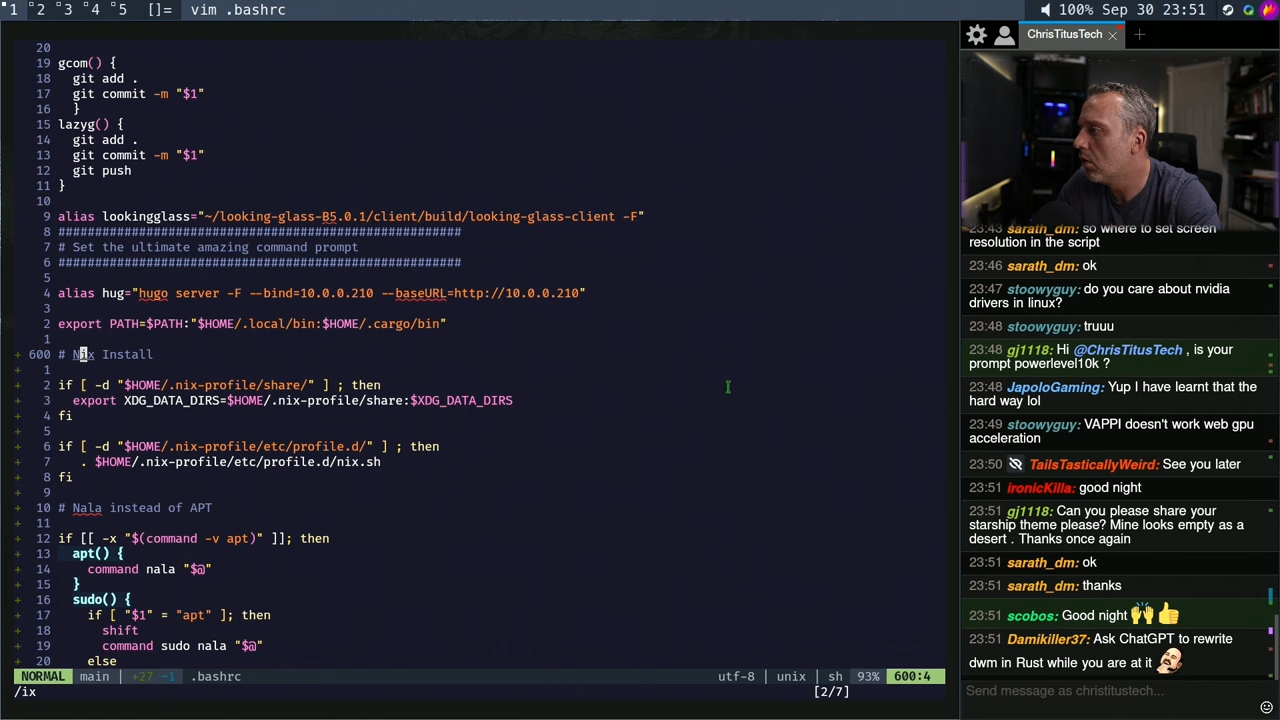 1 2 3 4 5 []= vim .bashrc 100% Sep 30 23:51
20
19 gcom() {
18 git add .
17 git commit -m "$1"
16 }
15 lazyg() {
14 git add .
13 git commit -m "$1"
12 git push
11 }
10
9 alias lookingglass="~/looking-glass-B5.0.1/client/build/looking-glass-client -F"
8 #######################################################
7 # Set the ultimate amazing command prompt
6 #######################################################
5
4 alias hug="hugo server -F --bind=10.0.0.210 --baseURL=http://10.0.0.210"
3
2 export PATH=$PATH:"$HOME/.local/bin:$HOME/.cargo/bin"
1
+ 600 # Nix Install
+ 1
+ 2 if [ -d "$HOME/.nix-profile/share/" ] ; then
+ 3 export XDG_DATA_DIRS=$HOME/.nix-profile/share:$XDG_DATA_DIRS
+ 4 fi
+ 5
+ 6 if [ -d "$HOME/.nix-profile/etc/profile.d/" ] ; then
+ 7 . $HOME/.nix-profile/etc/profile.d/nix.sh
+ 8 fi
+ 9
+ 10 # Nala instead of APT
+ 11
+ 12 if [[ -x "$(command -v apt)" ]]; then
+ 13 apt() {
+ 14 command nala "$@"
+ 15 }
+ 16 sudo() {
+ 17 if [ "$1" = "apt" ]; then
+ 18 shift
+ 19 command sudo nala "$@"
+ 20 else
NORMAL main +27 ~1 .bashrc utf-8 | unix | sh 93% 600:4
/ix [2/7]
ChrisTitusTech
23:43 sarath_dm: so where to set screen
resolution in the script
23:46 sarath_dm: ok
23:47 stoowyguy: do you care about nvidia
drivers in linux?
23:48 stoowyguy: truuu
23:48 gj1118: Hi @ChrisTitusTech , is your
prompt powerlevel10k ?
23:48 JapoloGaming: Yup I have learnt that the
hard way lol
23:49 stoowyguy: VAPPI doesn't work web gpu
acceleration
23:50 TailsTasticallyWeird: See you later
23:51 ironicKilla: good night
23:51 gj1118: Can you please share your
starship theme please? Mine looks empty as a
desert . Thanks once again
23:51 sarath_dm: ok
23:51 sarath_dm: thanks
23:51 scobos: Good night
23:51 Damikiller37: Ask ChatGPT to rewrite
dwm in Rust while you are at it
Send message as christitustech...